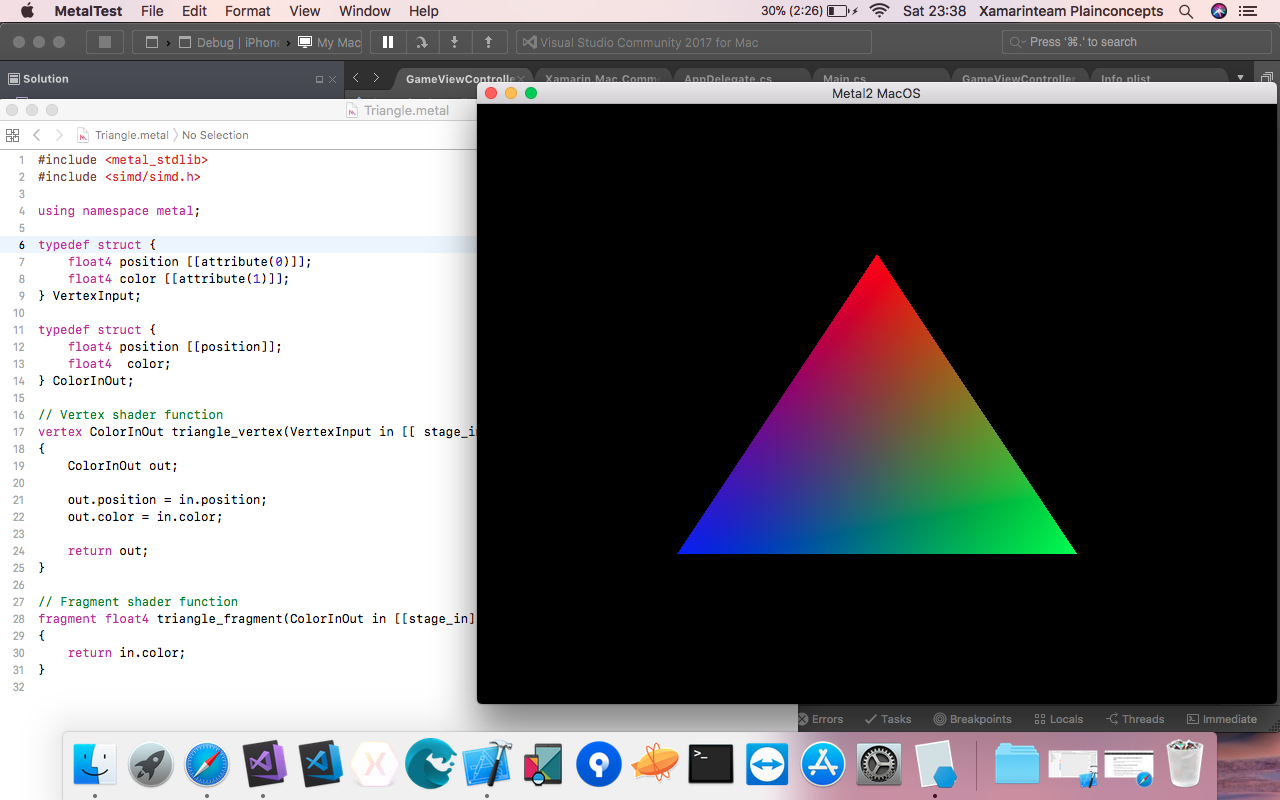 MetalTest File Edit Format View Window Help 30% (2:26) Sat 23:38 Xamarinteam Plainconcepts
Debug | iPhone My Mac Visual Studio Community 2017 for Mac Press '⌘.' to search
Solution GameViewControlle Xamarin.Mac.Comm AppDelegate.cs Main.cs GameViewController Info.plist
Metal2 MacOS
Triangle.metal
Triangle.metal 〉No Selection
1 #include <metal_stdlib>
2 #include <simd/simd.h>
3
4 using namespace metal;
5
6 typedef struct {
7 float4 position [[attribute(0)]];
8 float4 color [[attribute(1)]];
9 } VertexInput;
10
11 typedef struct {
12 float4 position [[position]];
13 float4  color;
14 } ColorInOut;
15
16 // Vertex shader function
17 vertex ColorInOut triangle_vertex(VertexInput in [[ stage_in
18 {
19 ColorInOut out;
20
21 out.position = in.position;
22 out.color = in.color;
23
24 return out;
25 }
26
27 // Fragment shader function
28 fragment float4 triangle_fragment(ColorInOut in [[stage_in]
29 {
30 return in.color;
31 }
32
Errors Tasks Breakpoints Locals Threads Immediate
>_